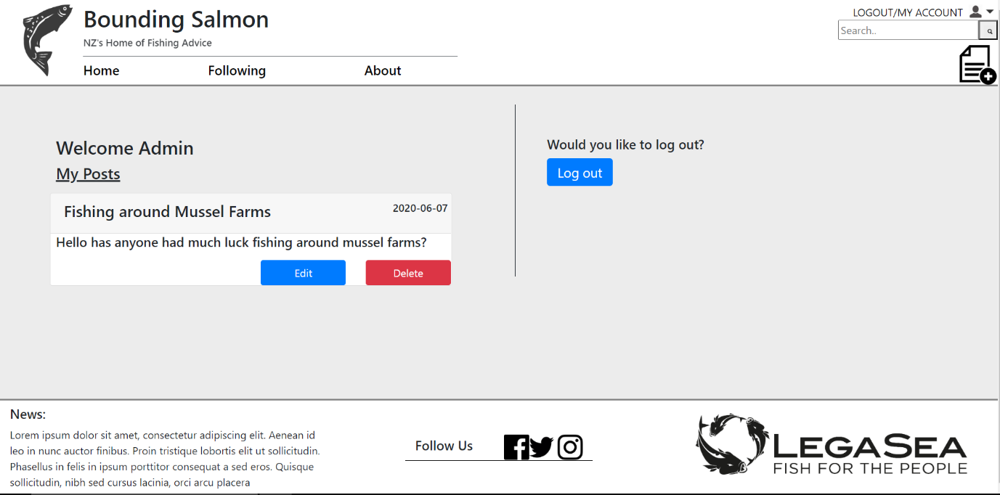 Bounding Salmon
NZ's Home of Fishing Advice
LOGOUT/MY ACCOUNT
Search..
Home Following About
Welcome Admin
My Posts
Fishing around Mussel Farms 2020-06-07
Hello has anyone had much luck fishing around mussel farms?
Edit Delete
Would you like to log out?
Log out
News:
Lorem ipsum dolor sit amet, consectetur adipiscing elit. Aenean id
leo in nunc auctor finibus. Proin tristique lobortis elit ut sollicitudin.
Phasellus in felis in ipsum porttitor consequat a sed eros. Quisque
sollicitudin, nibh sed cursus lacinia, orci arcu placera
Follow Us
LEGASEA
FISH FOR THE PEOPLE